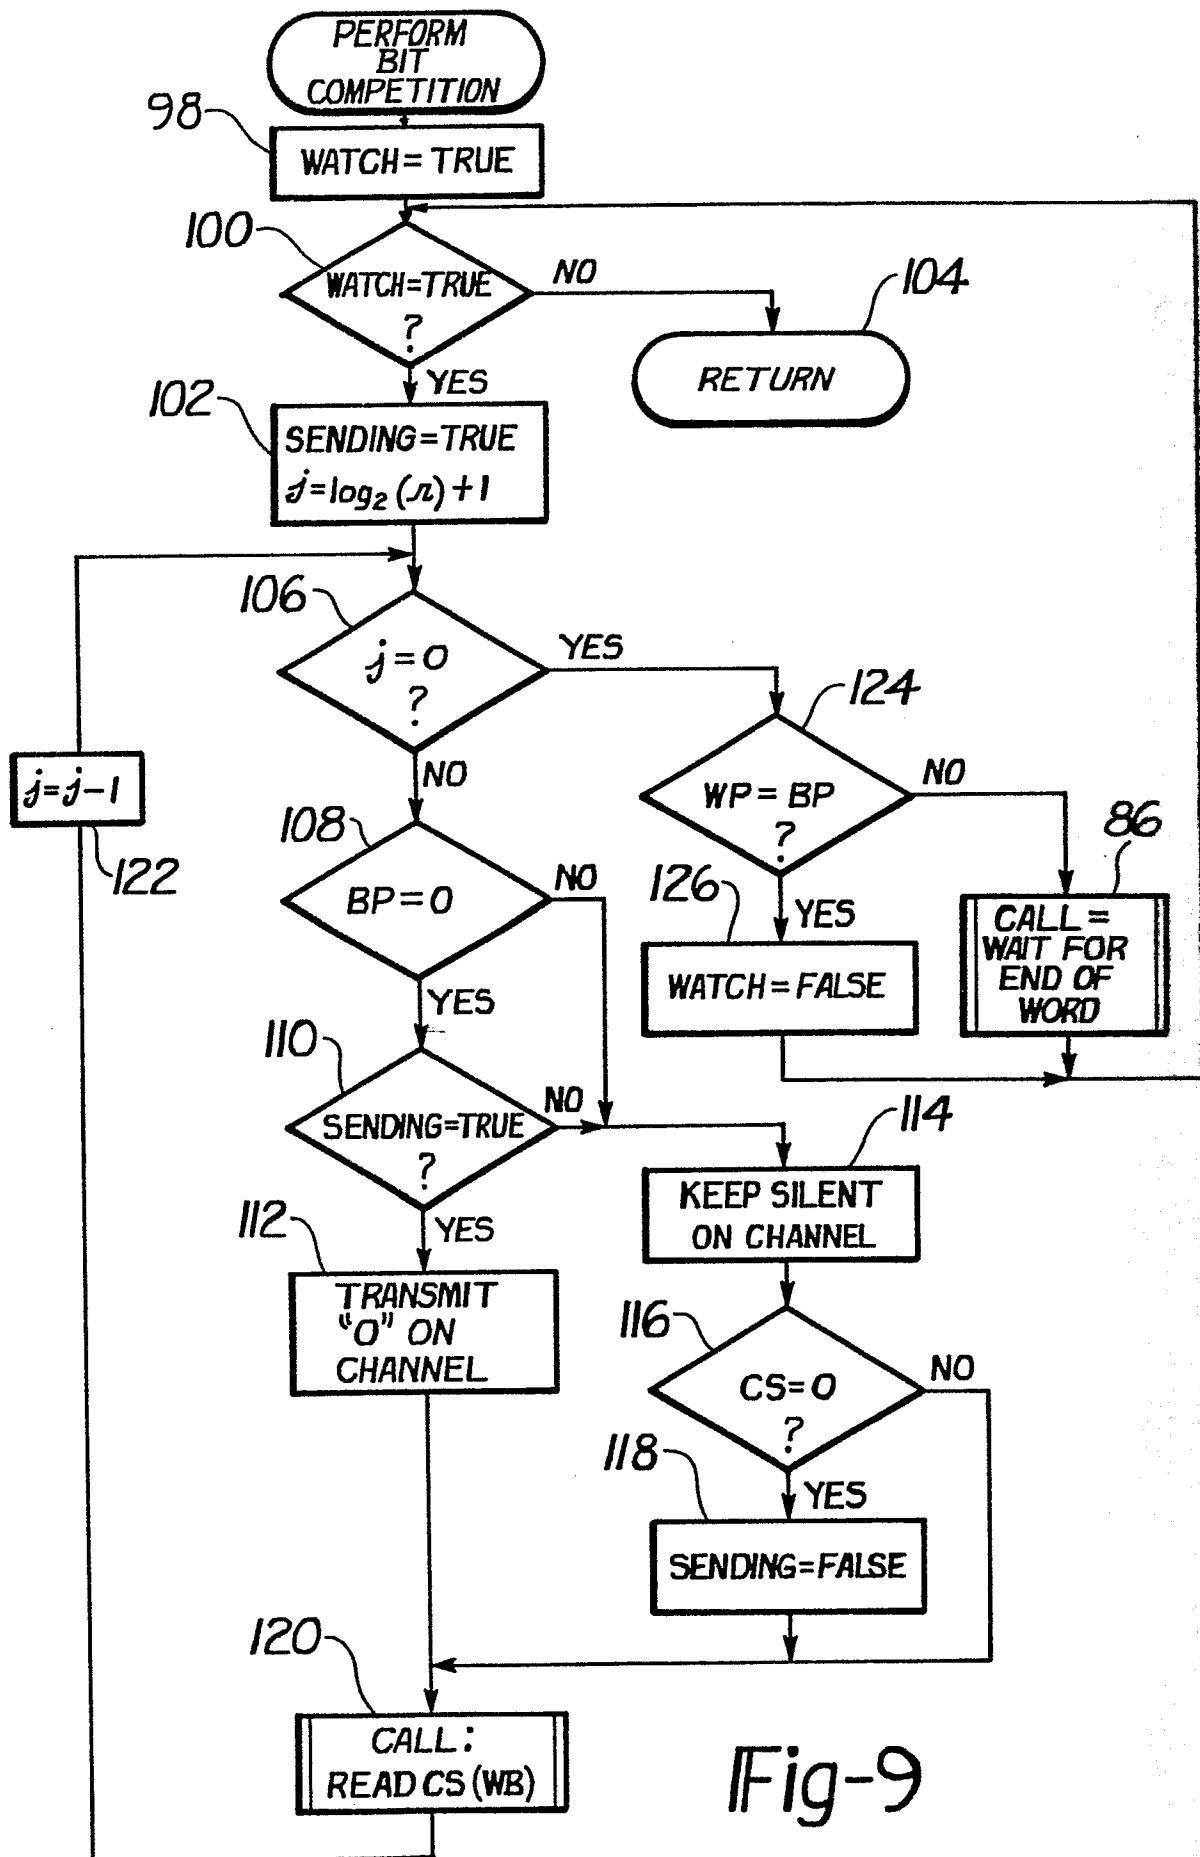 PERFORM
BIT
COMPETITION
98
WATCH = TRUE
100
WATCH=TRUE
?
NO
104
RETURN
YES
102
SENDING=TRUE
j=log₂(r)+1
106
j=0
?
YES
NO
124
WP = BP
?
NO
86
CALL =
WAIT FOR
END OF
WORD
j=j-1
122
108
BP=0
NO
YES
126
YES
WATCH=FALSE
110
SENDING=TRUE
?
NO
YES
114
KEEP SILENT
ON CHANNEL
112
TRANSMIT
"0" ON
CHANNEL
116
CS=0
?
NO
YES
118
SENDING=FALSE
120
CALL:
READ CS (WB)
Fig-9